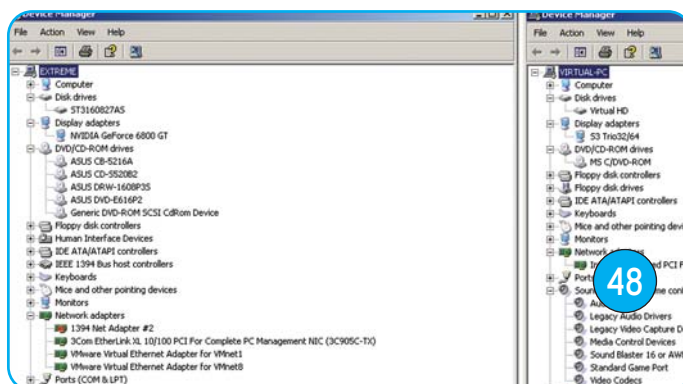 Device Manager
File Action View Help
EXTREME
Computer
Disk drives
ST3160827AS
Display adapters
NVIDIA GeForce 6800 GT
DVD/CD-ROM drives
ASUS CB-5216A
ASUS CD-S520B2
ASUS DRW-1608P3S
ASUS DVD-E616P2
Generic DVD-ROM SCSI CdRom Device
Floppy disk controllers
Human Interface Devices
IDE ATA/ATAPI controllers
IEEE 1394 Bus host controllers
Keyboards
Mice and other pointing devices
Monitors
Network adapters
1394 Net Adapter #2
3Com EtherLink XL 10/100 PCI For Complete PC Management NIC (3C905C-TX)
VMware Virtual Ethernet Adapter for VMnet1
VMware Virtual Ethernet Adapter for VMnet8
Ports (COM & LPT)
Device Manager
File Action View Help
VIRTUAL-PC
Computer
Disk drives
Virtual HD
Display adapters
S3 Trio32/64
DVD/CD-ROM drives
MS C/DVD-ROM
Floppy disk controllers
Floppy disk drives
IDE ATA/ATAPI controllers
Keyboards
Mice and other pointing devi
Monitors
Network
ed PCI F
Ports
me con
48
Legacy Audio Drivers
Legacy Video Capture D
Media Control Devices
Sound Blaster 16 or AW
Standard Game Port
Video Codecs